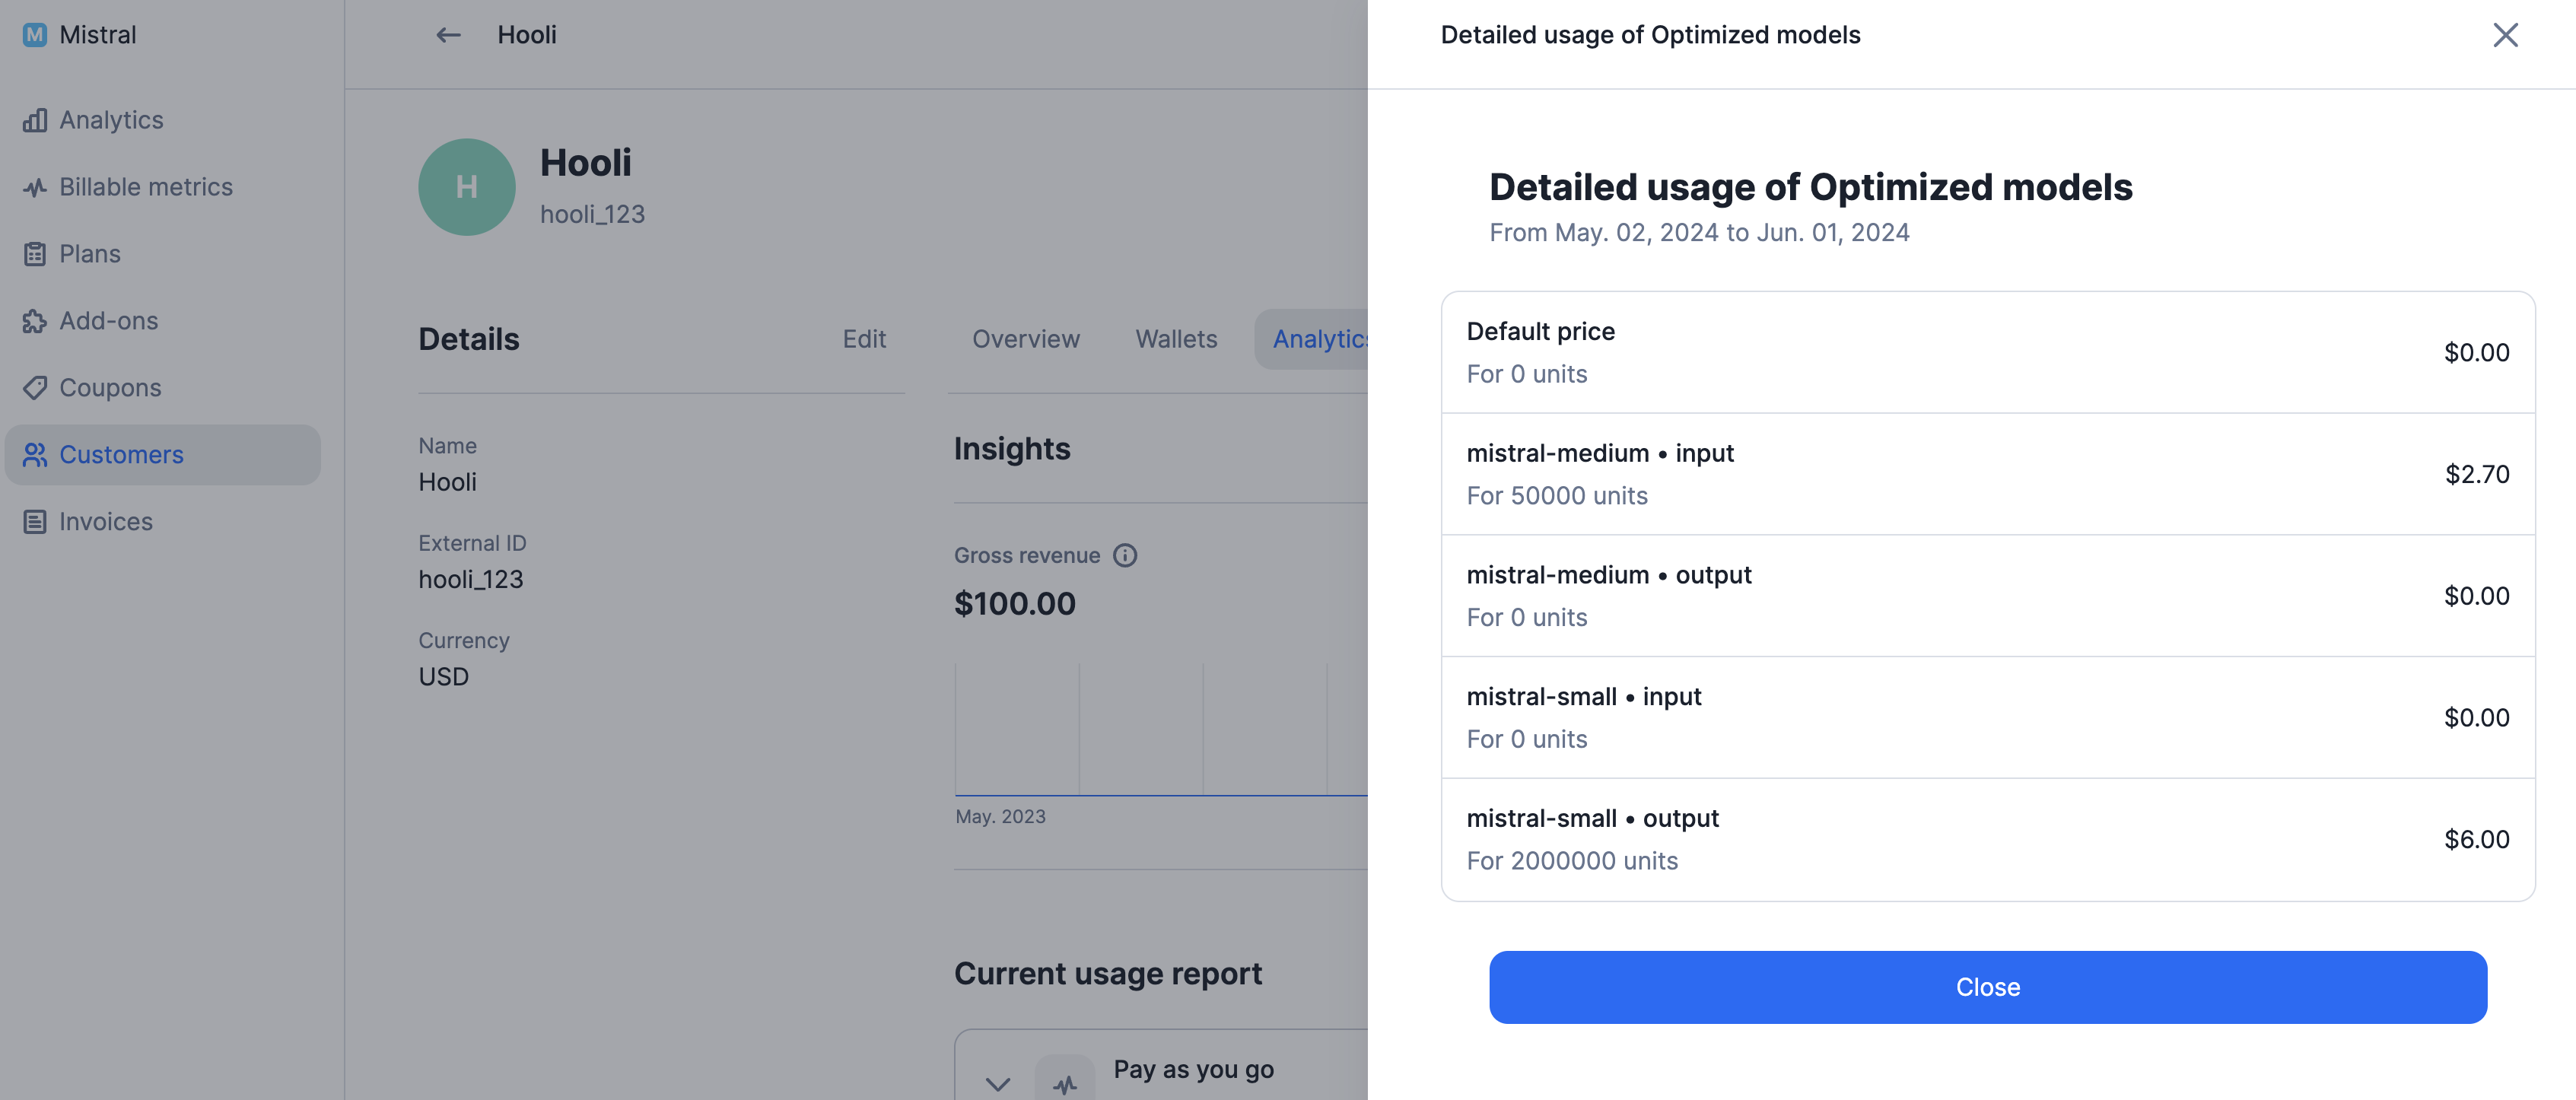 M Mistral
Analytics
Billable metrics
Plans
Add-ons
Coupons
Customers
Invoices
Hooli
H
Hooli
hooli_123
Details
Edit
Name
Hooli
External ID
hooli_123
Currency
USD
Overview Wallets Analytics
Insights
Gross revenue
$100.00
May. 2023
Current usage report
Pay as you go
Detailed usage of Optimized models
Detailed usage of Optimized models
From May. 02, 2024 to Jun. 01, 2024
Default price
For 0 units
$0.00
mistral-medium • input
For 50000 units
$2.70
mistral-medium • output
For 0 units
$0.00
mistral-small • input
For 0 units
$0.00
mistral-small • output
For 2000000 units
$6.00
Close